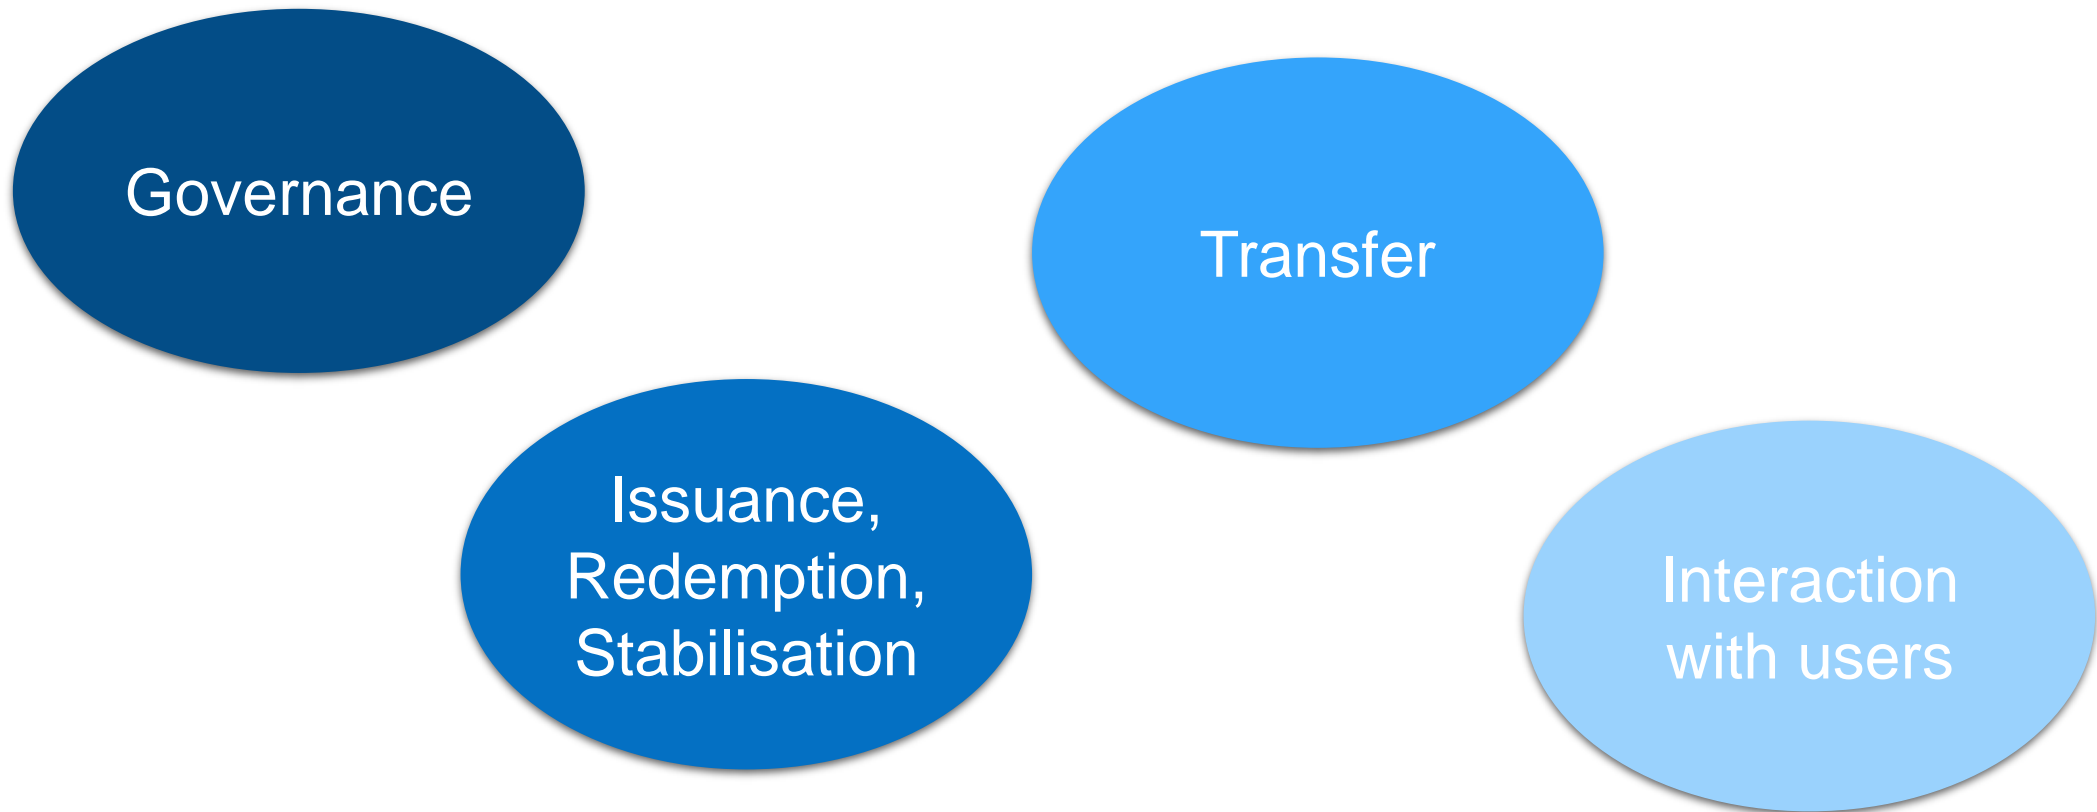 Governance
Transfer
Issuance,
Redemption,
Stabilisation
Interaction
with users